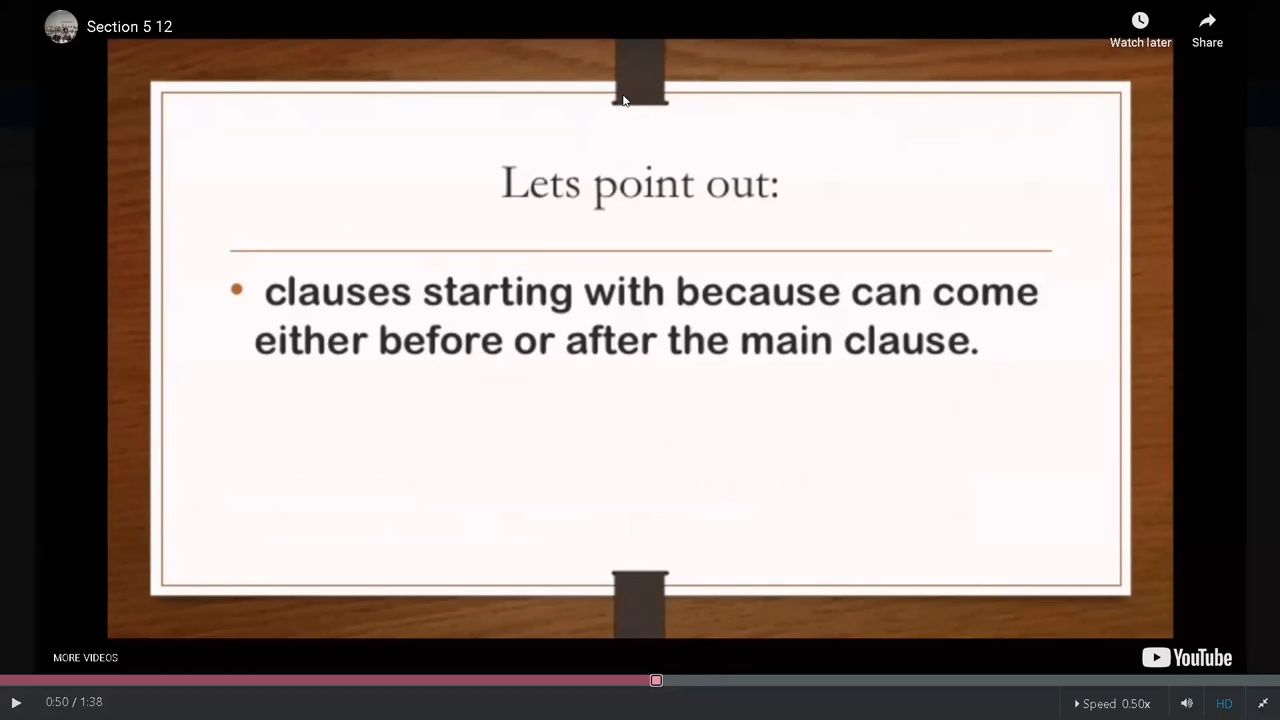 Section 5 12
Watch later
Share
Lets point out:
• clauses starting with because can come
either before or after the main clause.
MORE VIDEOS
YouTube
0:50 / 1:38
Speed 0.50x
HD